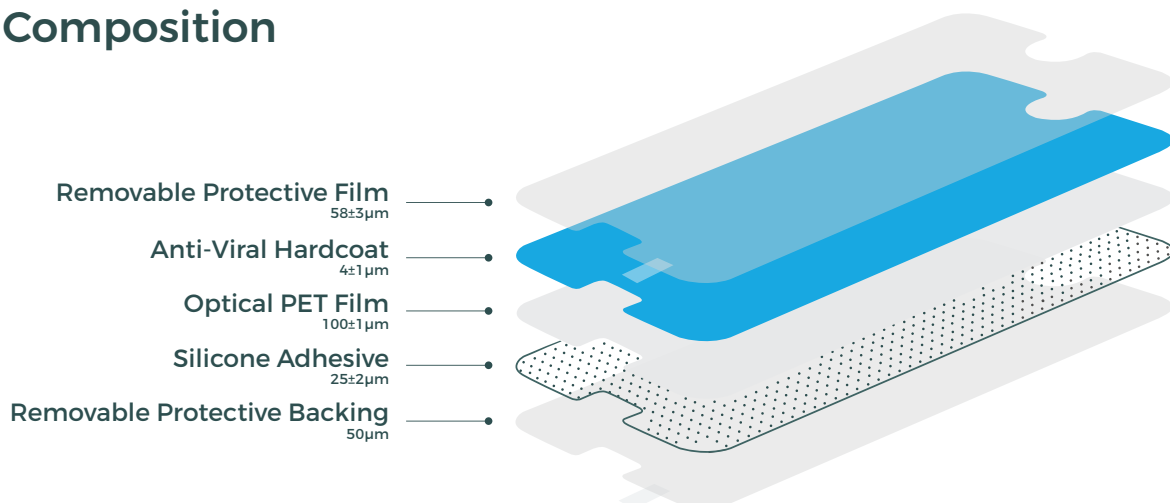 Composition
Removable Protective Film
58±3µm
Anti-Viral Hardcoat
4±1µm
Optical PET Film
100±1µm
Silicone Adhesive
25±2µm
Removable Protective Backing
50µm